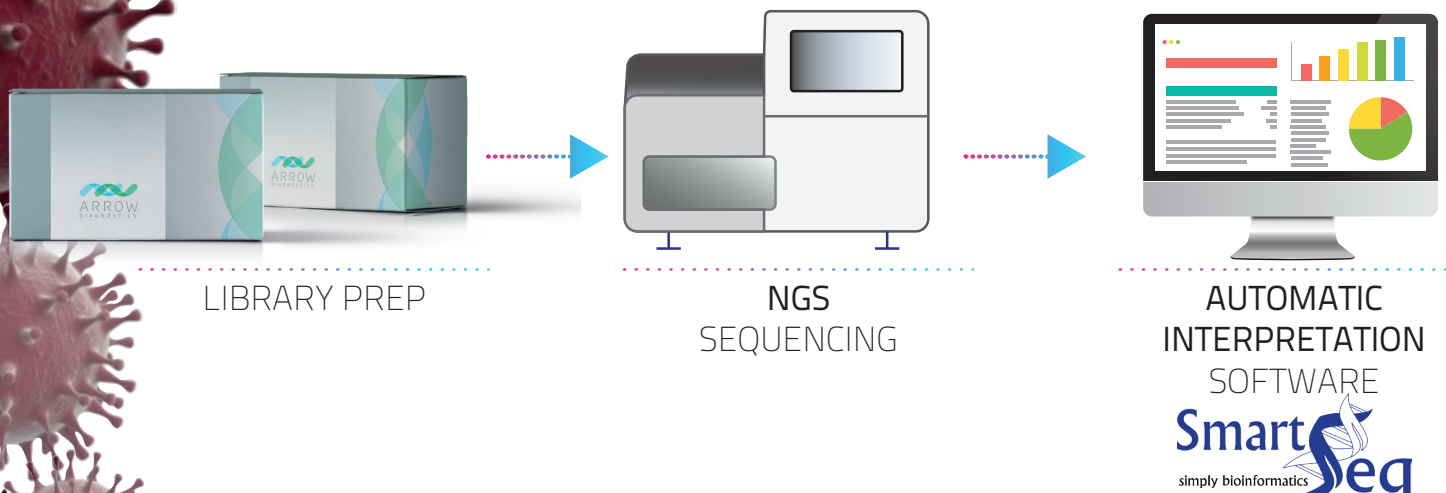 ARROW
DIAGNOSTICS
ARROW
DIAGNOSTICS
LIBRARY PREP
NGS
SEQUENCING
AUTOMATIC
INTERPRETATION
SOFTWARE
Smart
Seq
simply bioinformatics